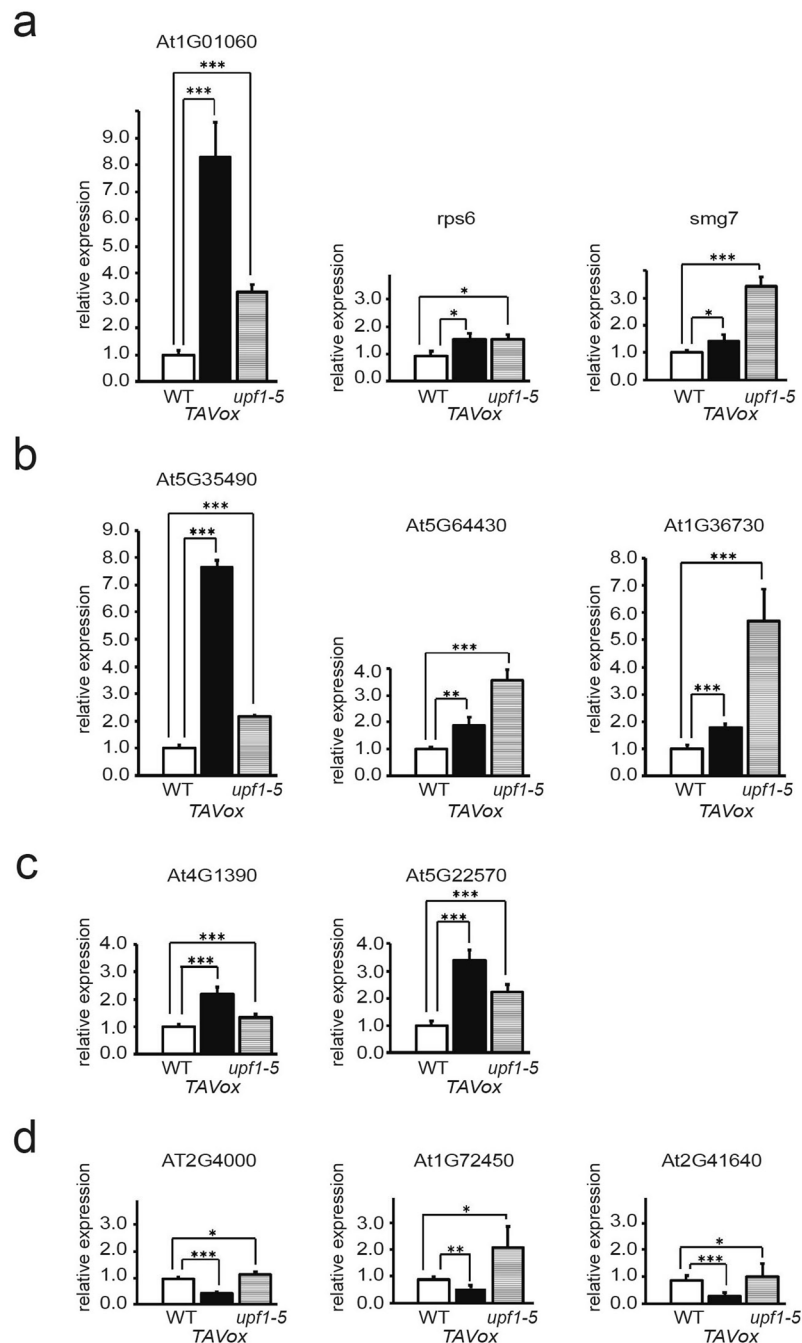 a
At1G01060
***
***
relative expression
9.0
8.0
7.0
6.0
5.0
4.0
3.0
2.0
1.0
0.0
WT
upf1-5
TAVox
rps6
*
*
relative expression
3.0
2.0
1.0
0.0
WT
upf1-5
TAVox
smg7
***
*
relative expression
3.0
2.0
1.0
0.0
WT
upf1-5
TAVox
b
At5G35490
***
***
relative expression
9.0
8.0
7.0
6.0
5.0
4.0
3.0
2.0
1.0
0.0
WT
upf1-5
TAVox
At5G64430
***
**
relative expression
4.0
3.0
2.0
1.0
0.0
WT
upf1-5
TAVox
At1G36730
***
***
relative expression
8.0
7.0
6.0
5.0
4.0
3.0
2.0
1.0
0.0
WT
upf1-5
TAVox
c
At4G1390
***
***
relative expression
4.0
3.0
2.0
1.0
0.0
WT
upf1-5
TAVox
At5G22570
***
***
relative expression
4.0
3.0
2.0
1.0
0.0
WT
upf1-5
TAVox
d
AT2G4000
*
***
relative expression
3.0
2.0
1.0
0.0
WT
upf1-5
TAVox
At1G72450
*
**
relative expression
3.0
2.0
1.0
0.0
WT
upf1-5
TAVox
At2G41640
*
***
relative expression
3.0
2.0
1.0
0.0
WT
upf1-5
TAVox